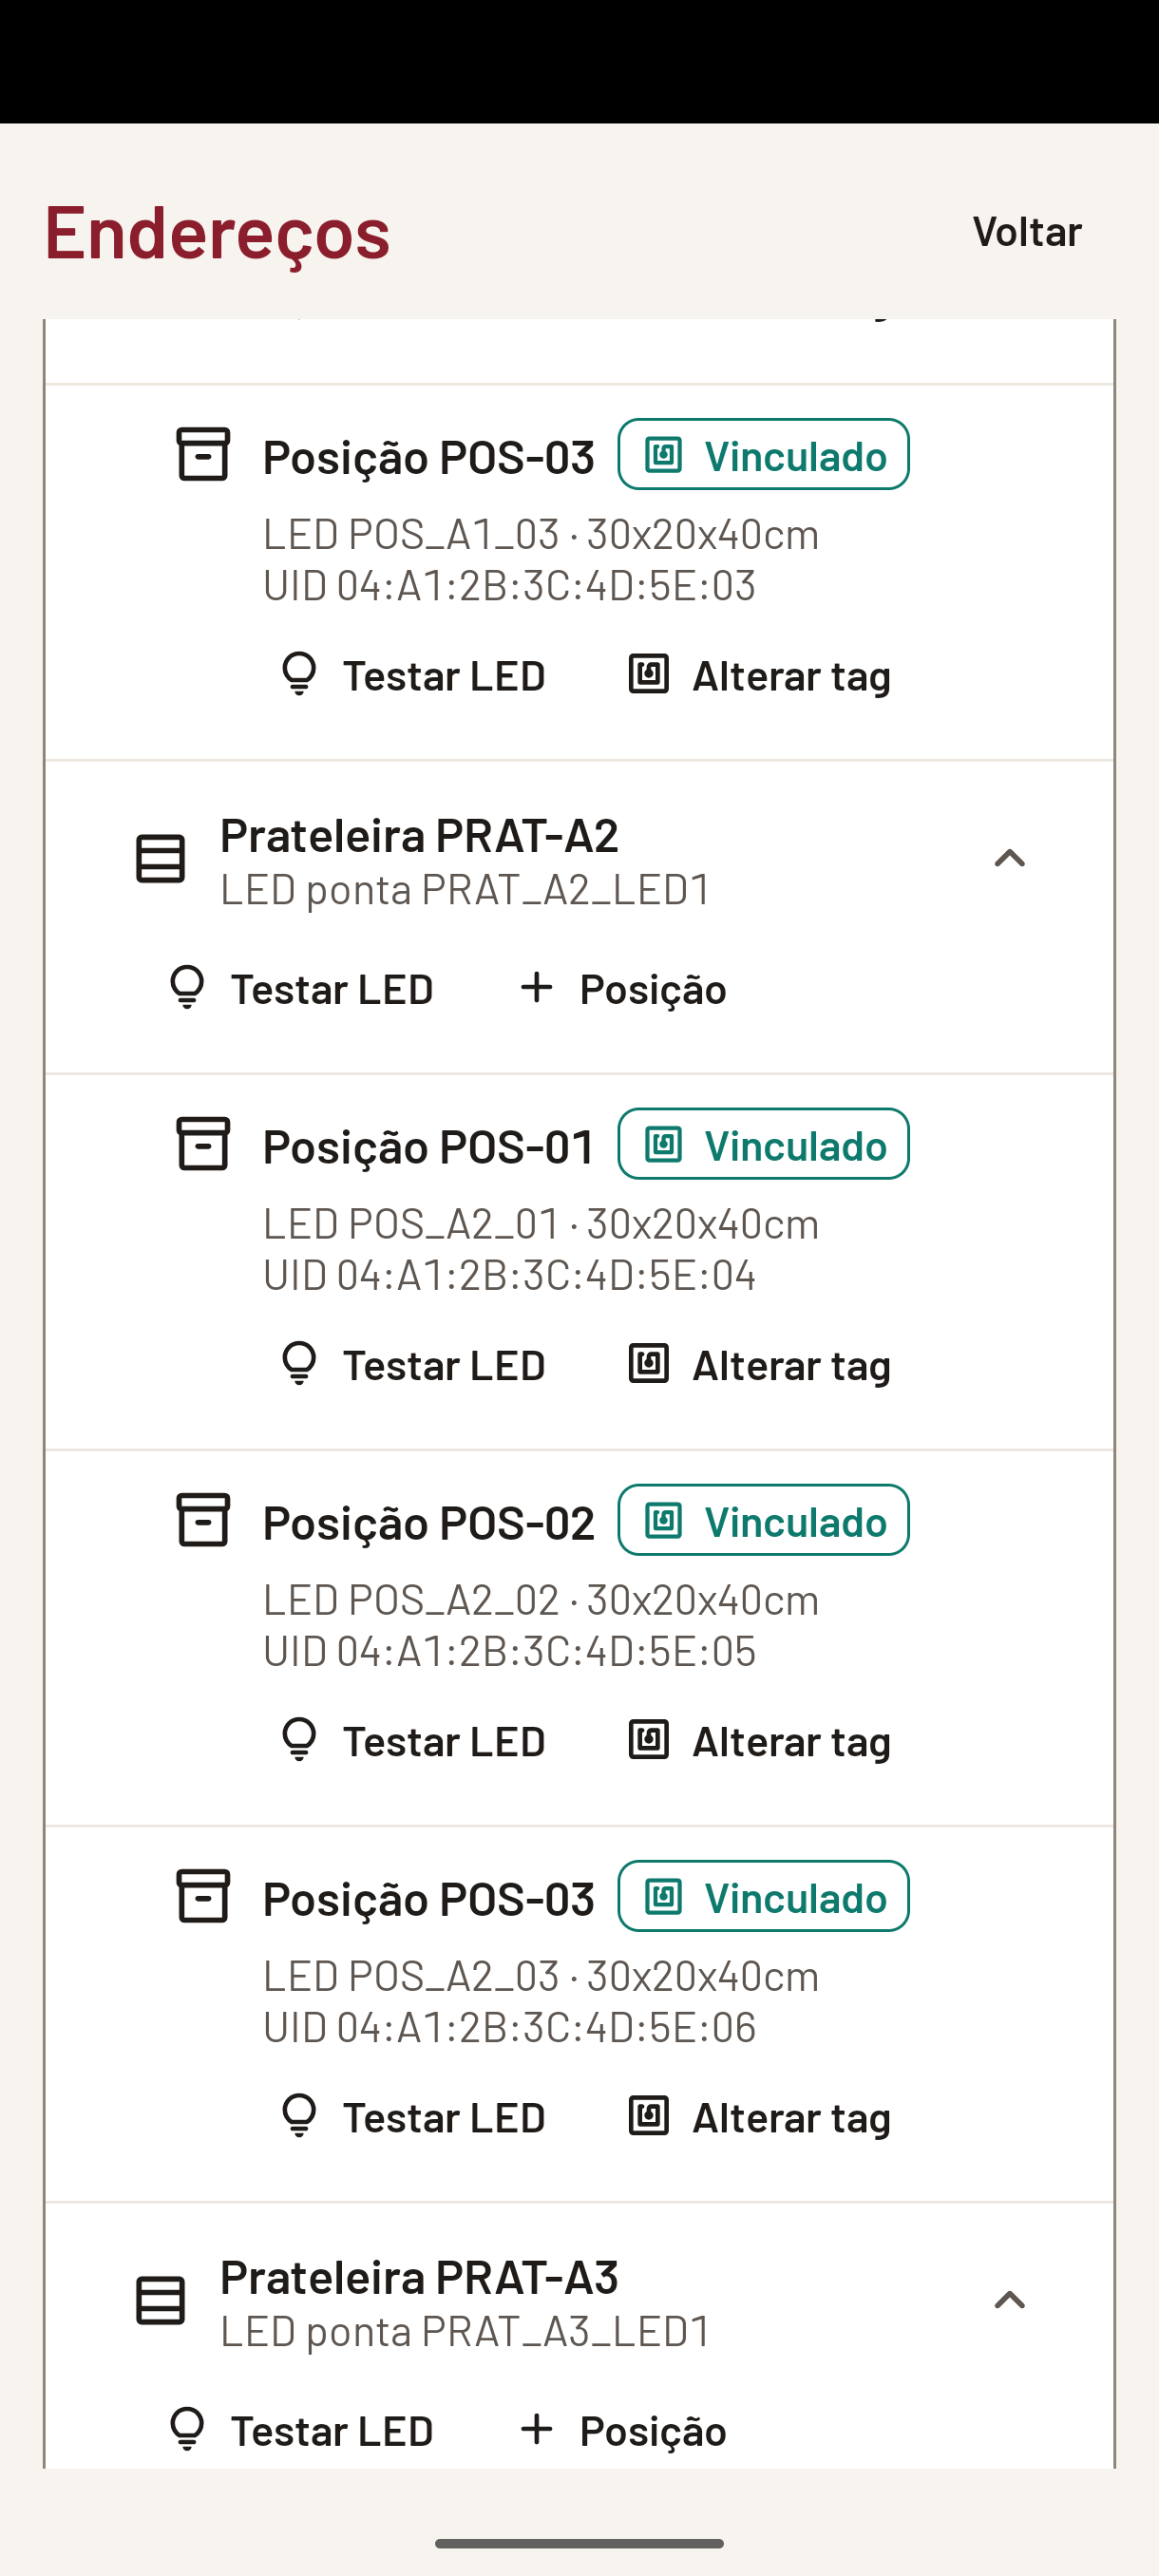 Endereços
Voltar
Posição POS-03
Vinculado
LED POS_A1_03 · 30x20x40cm
UID 04:A1:2B:3C:4D:5E:03
Testar LED
Alterar tag
Prateleira PRAT-A2
LED ponta PRAT_A2_LED1
Testar LED
+ Posição
Posição POS-01
Vinculado
LED POS_A2_01 · 30x20x40cm
UID 04:A1:2B:3C:4D:5E:04
Testar LED
Alterar tag
Posição POS-02
Vinculado
LED POS_A2_02 · 30x20x40cm
UID 04:A1:2B:3C:4D:5E:05
Testar LED
Alterar tag
Posição POS-03
Vinculado
LED POS_A2_03 · 30x20x40cm
UID 04:A1:2B:3C:4D:5E:06
Testar LED
Alterar tag
Prateleira PRAT-A3
LED ponta PRAT_A3_LED1
Testar LED
+ Posição